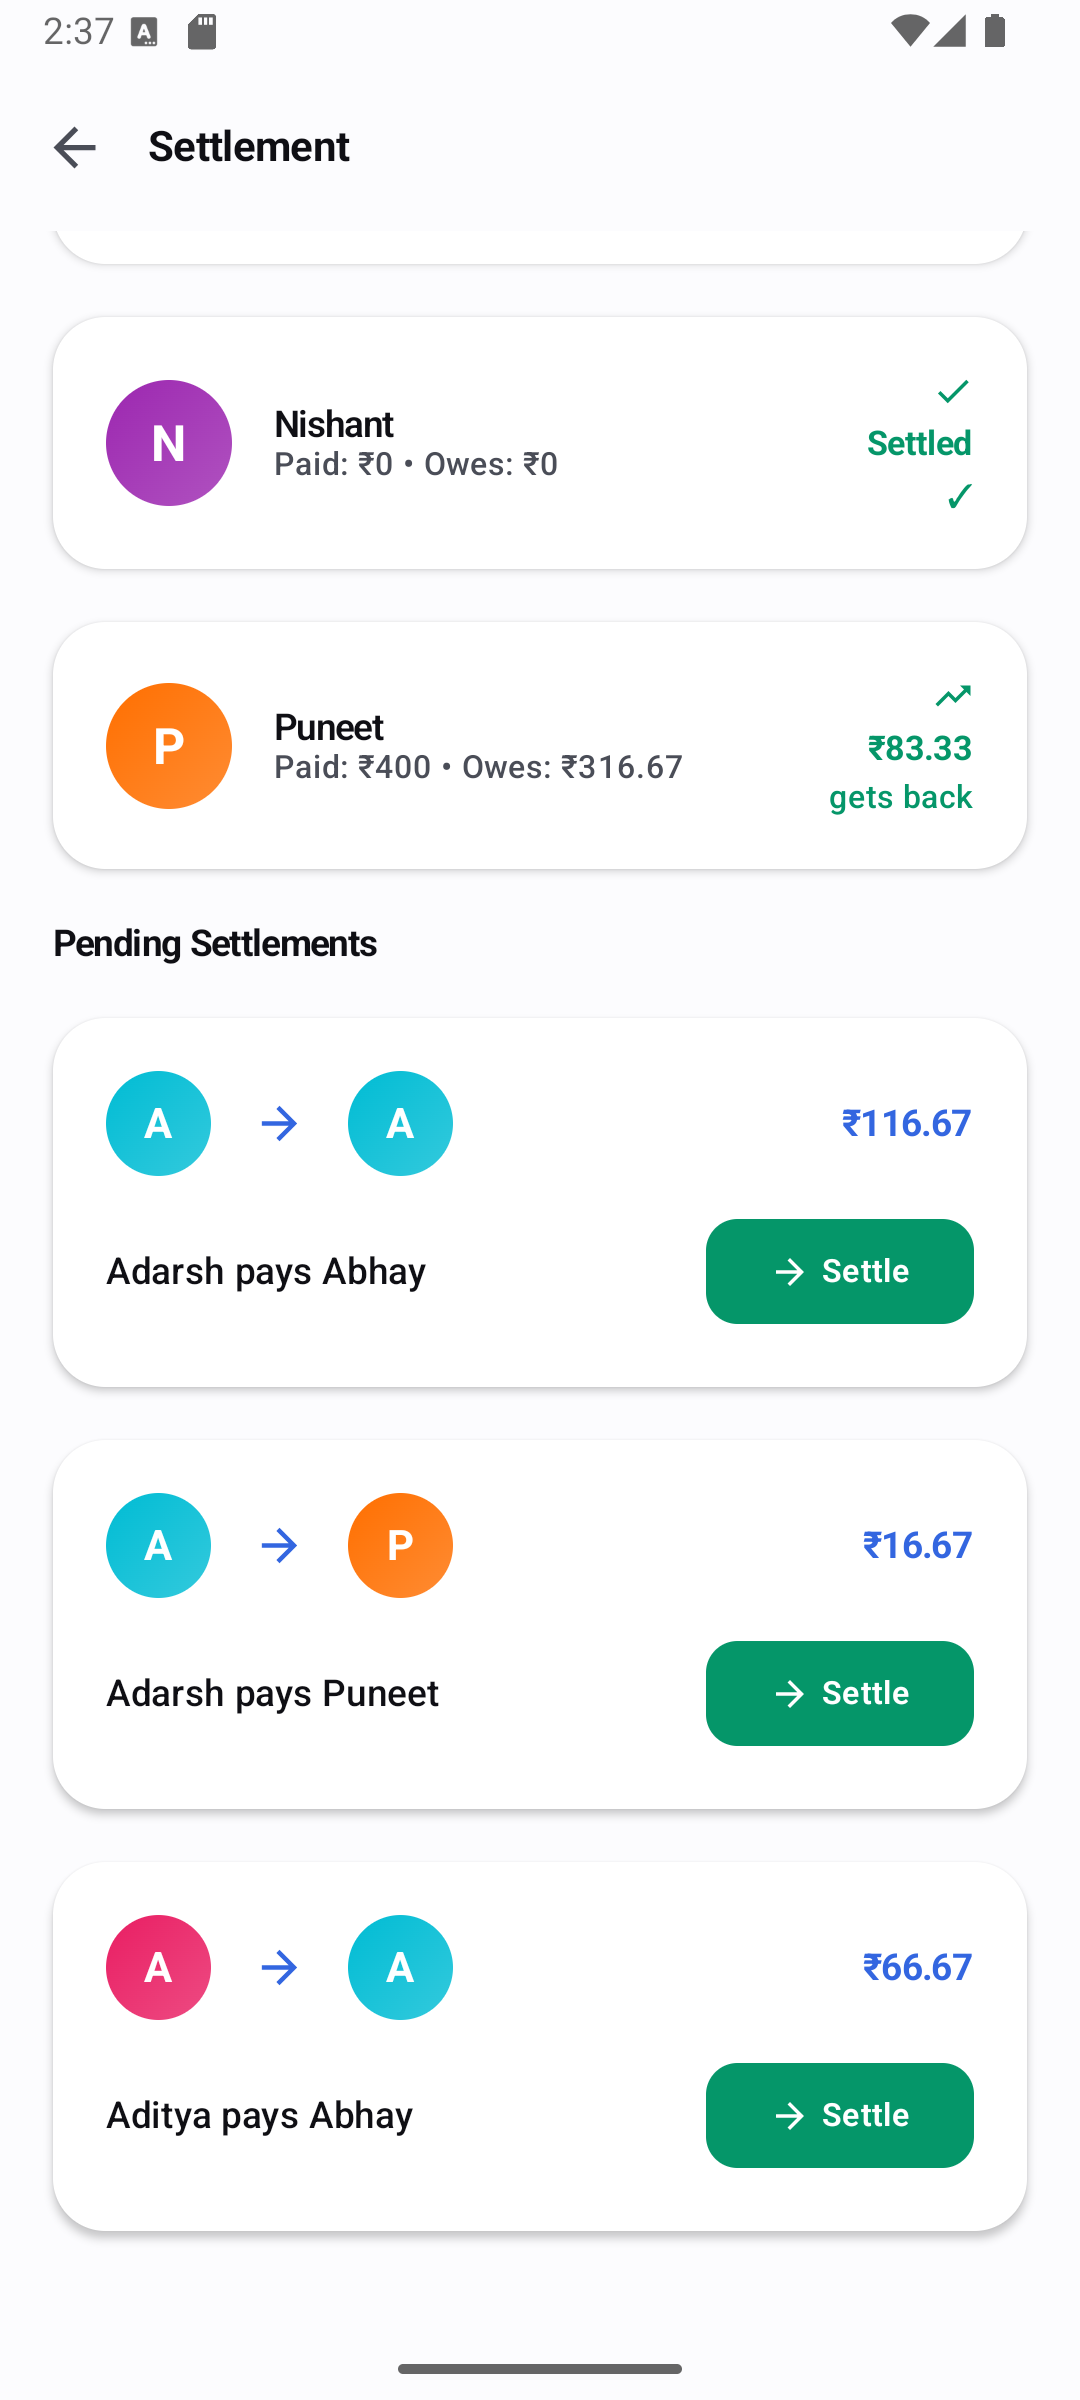 2:37
Settlement
N
Nishant
Paid: ₹0 • Owes: ₹0
Settled
✓
P
Puneet
Paid: ₹400 • Owes: ₹316.67
₹83.33
gets back
Pending Settlements
A
A
₹116.67
Adarsh pays Abhay
Settle
A
P
₹16.67
Adarsh pays Puneet
Settle
A
A
₹66.67
Aditya pays Abhay
Settle